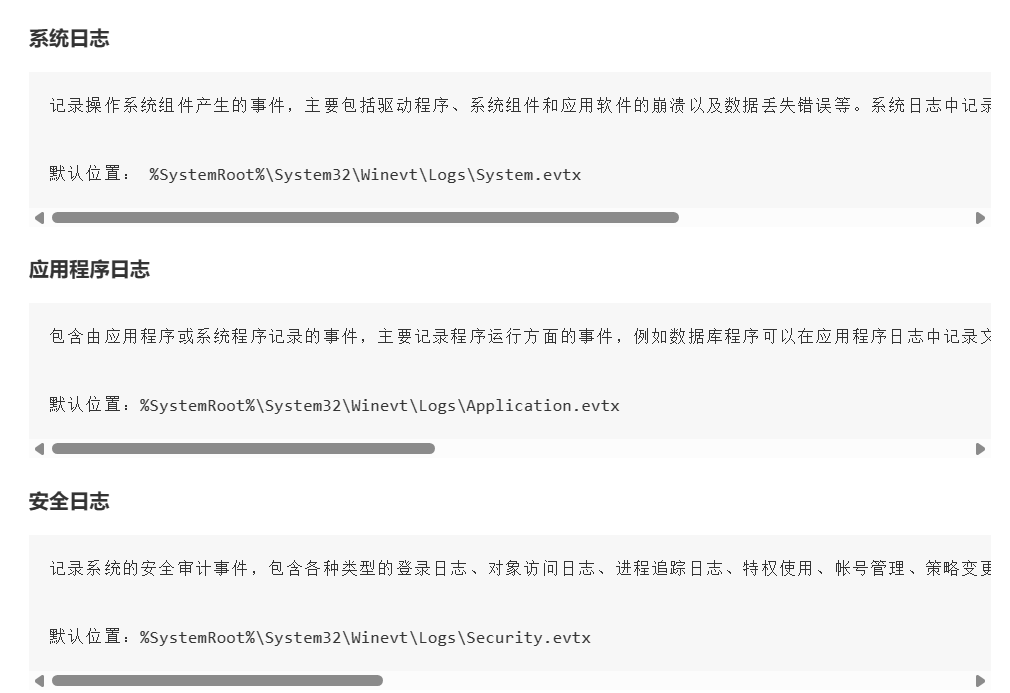 系统日志
记录操作系统组件产生的事件，主要包括驱动程序、系统组件和应用软件的崩溃以及数据丢失错误等。系统日志中记录
默认位置： %SystemRoot%\System32\Winevt\Logs\System.evtx
应用程序日志
包含由应用程序或系统程序记录的事件，主要记录程序运行方面的事件，例如数据库程序可以在应用程序日志中记录文
默认位置：%SystemRoot%\System32\Winevt\Logs\Application.evtx
安全日志
记录系统的安全审计事件，包含各种类型的登录日志、对象访问日志、进程追踪日志、特权使用、帐号管理、策略变更
默认位置：%SystemRoot%\System32\Winevt\Logs\Security.evtx